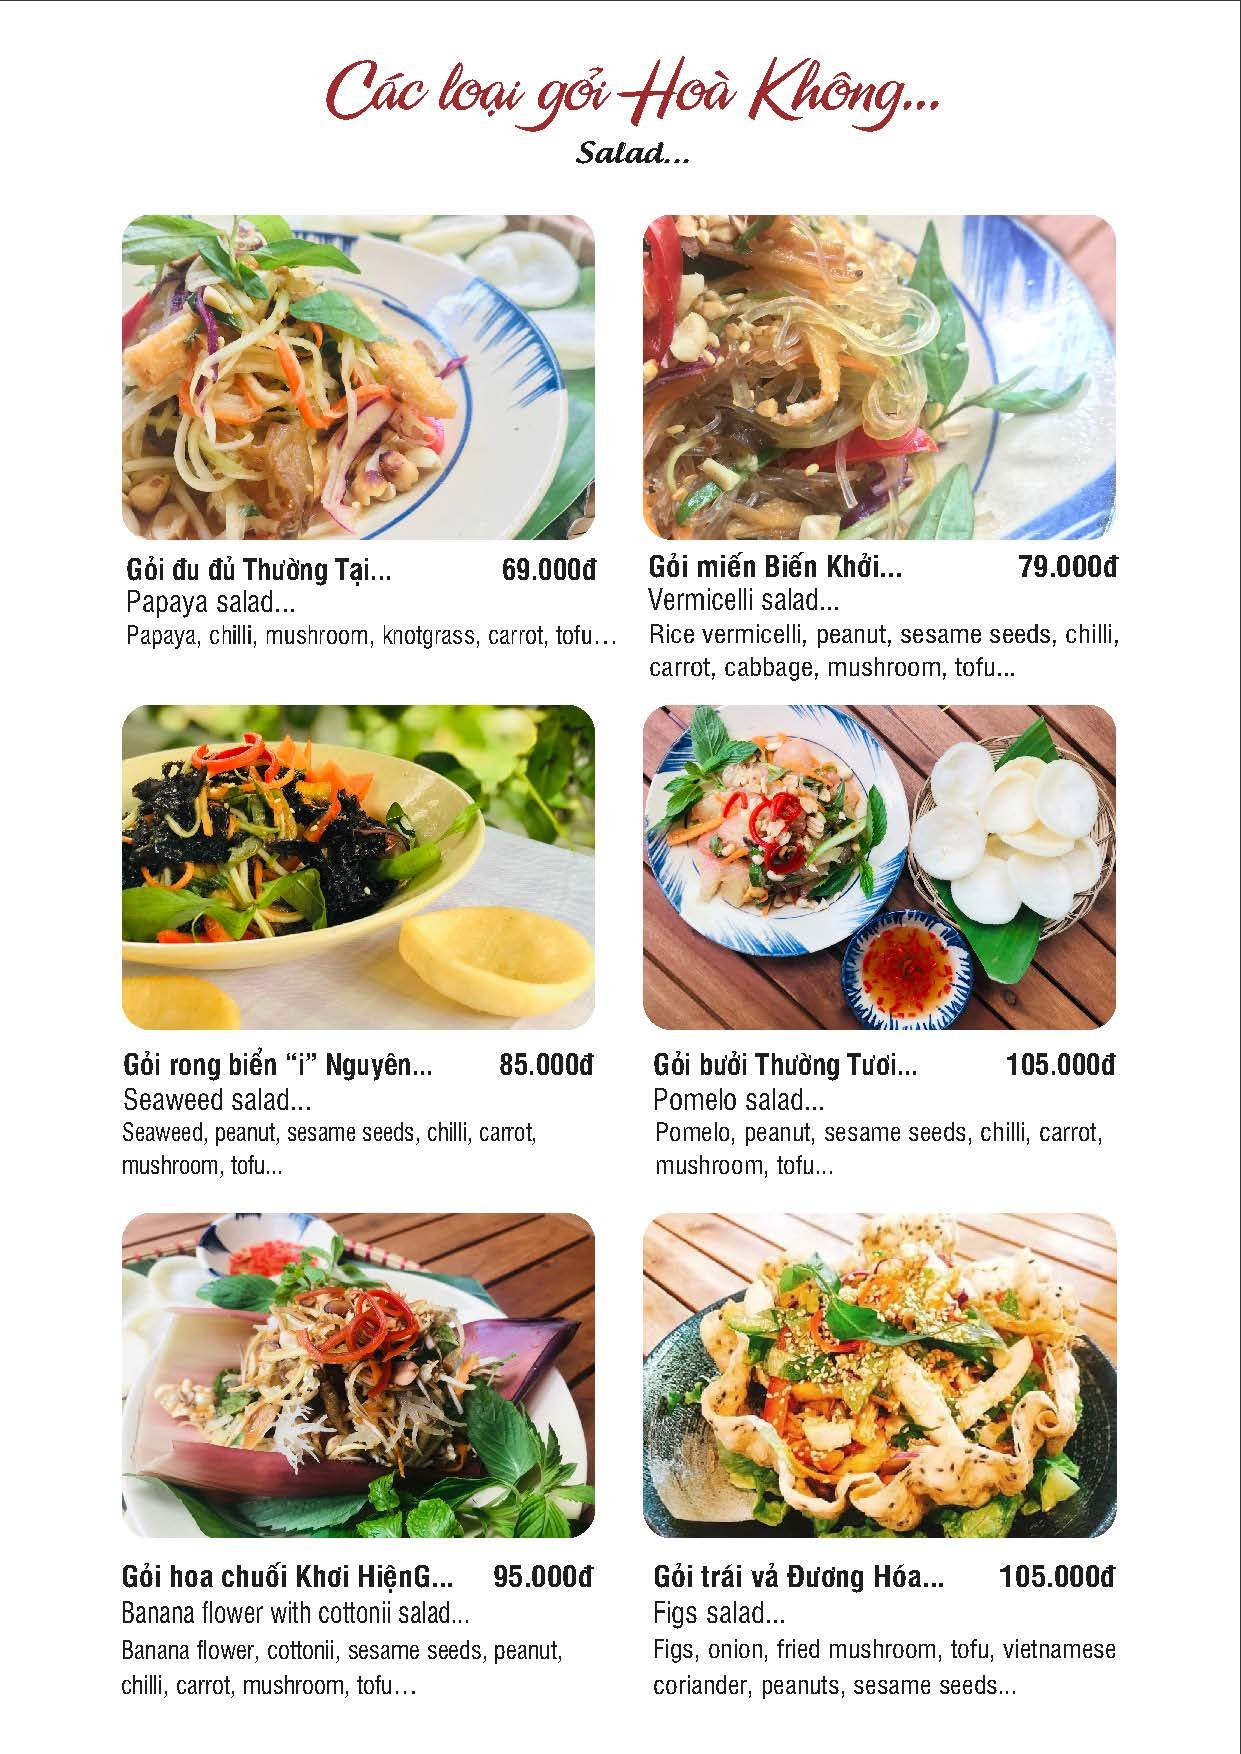 Các loại gỏi Hoà Không...
Salad...
Gỏi đu đủ Thường Tại... 69.000đ
Papaya salad...
Papaya, chilli, mushroom, knotgrass, carrot, tofu…
Gỏi miến Biến Khởi... 79.000đ
Vermicelli salad...
Rice vermicelli, peanut, sesame seeds, chilli,
carrot, cabbage, mushroom, tofu...
Gỏi rong biển “i” Nguyên... 85.000đ
Seaweed salad...
Seaweed, peanut, sesame seeds, chilli, carrot,
mushroom, tofu...
Gỏi bưởi Thường Tươi... 105.000đ
Pomelo salad...
Pomelo, peanut, sesame seeds, chilli, carrot,
mushroom, tofu...
Gỏi hoa chuối Khơi HiệnG... 95.000đ
Banana flower with cottonii salad...
Banana flower, cottonii, sesame seeds, peanut,
chilli, carrot, mushroom, tofu…
Gỏi trái vả Đương Hóa... 105.000đ
Figs salad...
Figs, onion, fried mushroom, tofu, vietnamese
coriander, peanuts, sesame seeds...